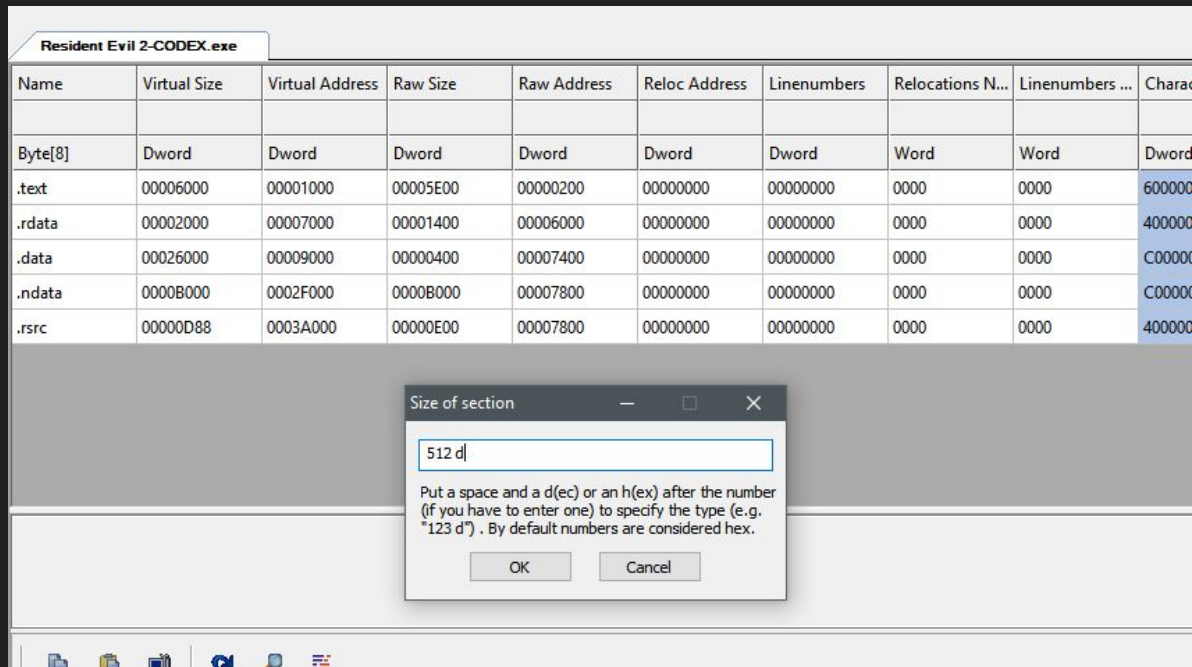 Resident Evil 2-CODEX.exe
Name Virtual Size Virtual Address Raw Size Raw Address Reloc Address Linenumbers Relocations N... Linenumbers ... Charac
Byte[8] Dword Dword Dword Dword Dword Dword Word Word Dword
.text 00006000 00001000 00005E00 00000200 00000000 00000000 0000 0000 600000
.rdata 00002000 00007000 00001400 00006000 00000000 00000000 0000 0000 400000
.data 00026000 00009000 00000400 00007400 00000000 00000000 0000 0000 C00000
.ndata 0000B000 0002F000 0000B000 00007800 00000000 00000000 0000 0000 C00000
.rsrc 00000D88 0003A000 00000E00 00007800 00000000 00000000 0000 0000 400000
Size of section
512 d
Put a space and a d(ec) or an h(ex) after the number
(if you have to enter one) to specify the type (e.g.
"123 d") . By default numbers are considered hex.
OK Cancel